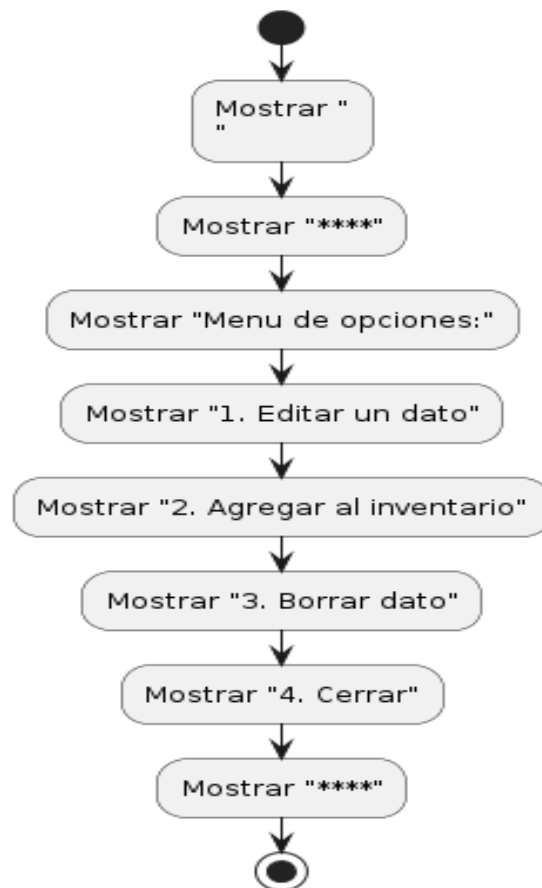 Mostrar "
"
Mostrar "****"
Mostrar "Menu de opciones:"
Mostrar "1. Editar un dato"
Mostrar "2. Agregar al inventario"
Mostrar "3. Borrar dato"
Mostrar "4. Cerrar"
Mostrar "****"